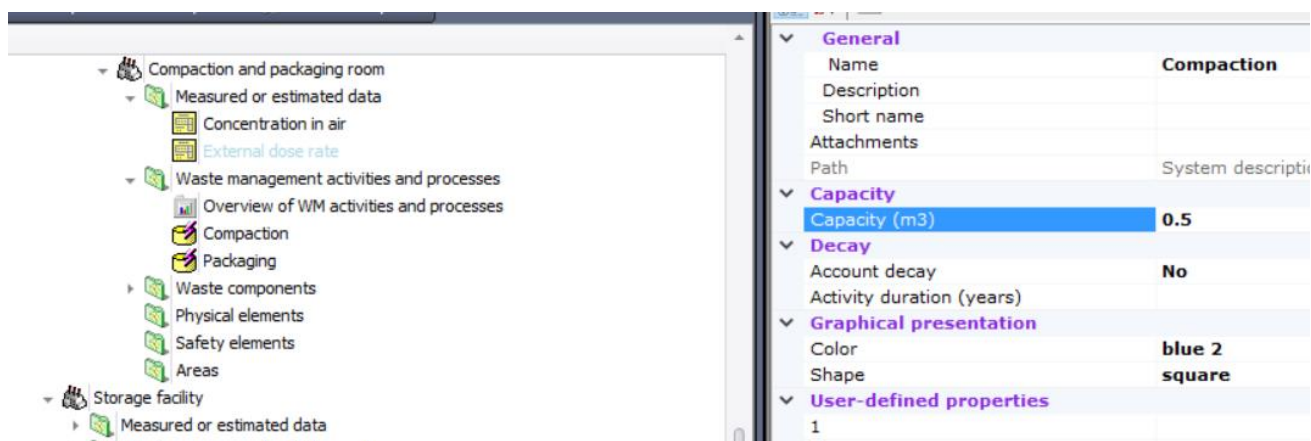 Compaction and packaging room
Measured or estimated data
Concentration in air
External dose rate
Waste management activities and processes
Overview of WM activities and processes
Compaction
Packaging
Waste components
Physical elements
Safety elements
Areas
Storage facility
Measured or estimated data
General
Name Compaction
Description
Short name
Attachments
Path System descriptio
Capacity
Capacity (m3) 0.5
Decay
Account decay No
Activity duration (years)
Graphical presentation
Color blue 2
Shape square
User-defined properties
1